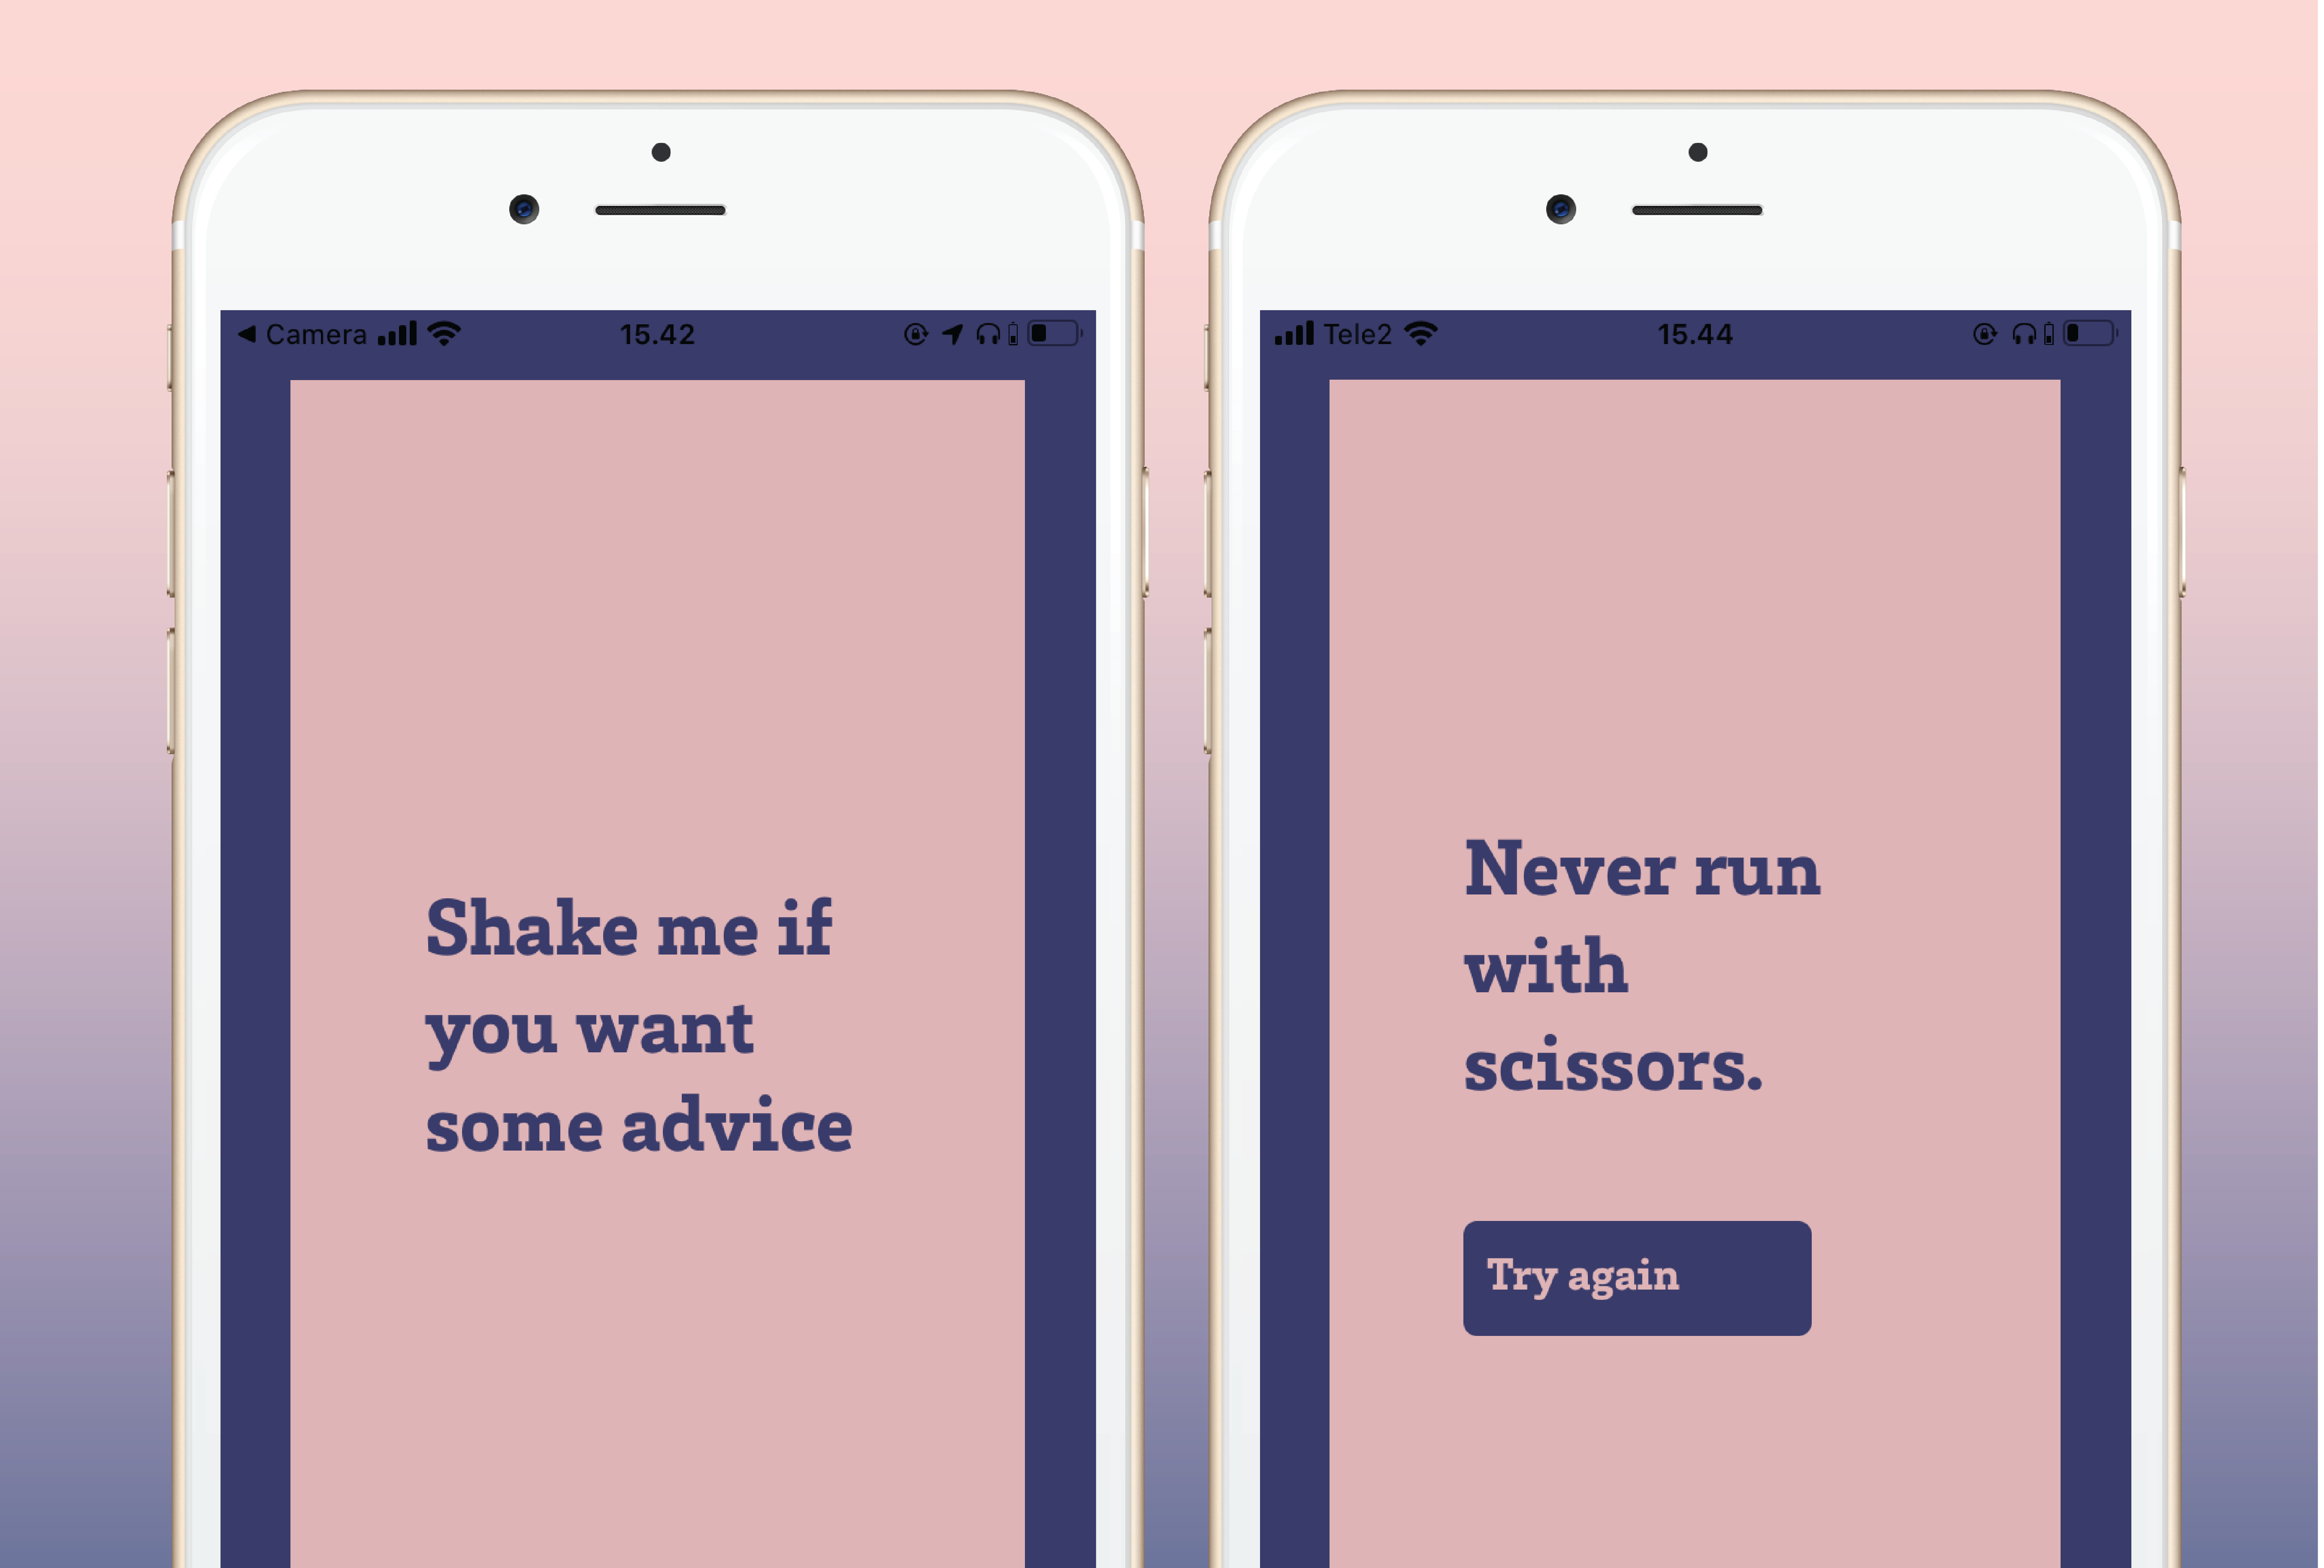 Camera
15.42
Shake me if
you want
some advice
Tele2
15.44
Never run
with
scissors.
Try again